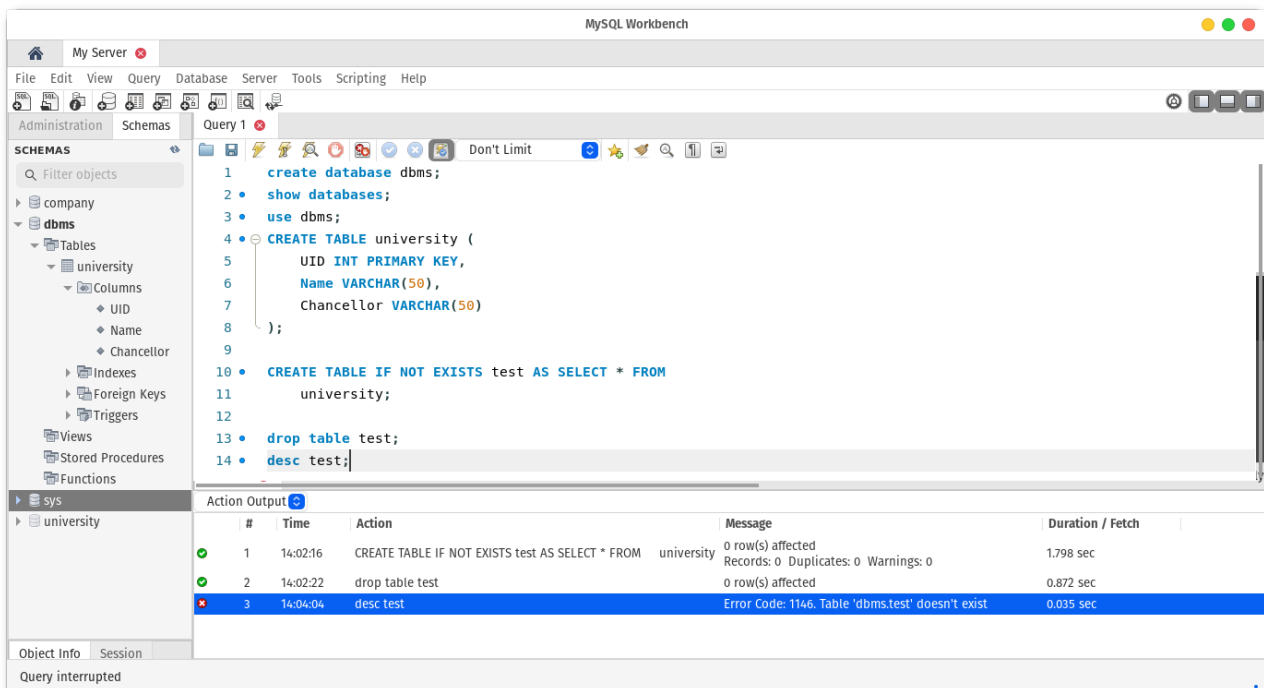 MySQL Workbench
My Server
File Edit View Query Database Server Tools Scripting Help
Administration Schemas
Query 1
SCHEMAS
Don't Limit
Filter objects
company
dbms
Tables
university
Columns
UID
Name
Chancellor
Indexes
Foreign Keys
Triggers
Views
Stored Procedures
Functions
sys
university
1 create database dbms;
2 show databases;
3 use dbms;
4 CREATE TABLE university (
5 UID INT PRIMARY KEY,
6 Name VARCHAR(50),
7 Chancellor VARCHAR(50)
8 );
9
10 CREATE TABLE IF NOT EXISTS test AS SELECT * FROM
11 university;
12
13 drop table test;
14 desc test;
Action Output
# Time Action Message Duration / Fetch
1 14:02:16 CREATE TABLE IF NOT EXISTS test AS SELECT * FROM university 0 row(s) affected
Records: 0 Duplicates: 0 Warnings: 0 1.798 sec
2 14:02:22 drop table test 0 row(s) affected 0.872 sec
3 14:04:04 desc test Error Code: 1146. Table 'dbms.test' doesn't exist 0.035 sec
Object Info Session
Query interrupted